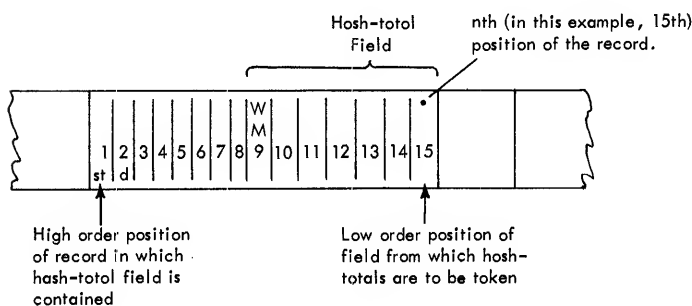 Hosh-totol
Field
nth (in this example, 15th)
position of the record.
W
M
1 2 3 4 5 6 7 8 9 10 11 12 13 14 15
st d
High order position
of record in which
hash-totol field is
contained
Low order position of
field from which hosh-
totals are to be token